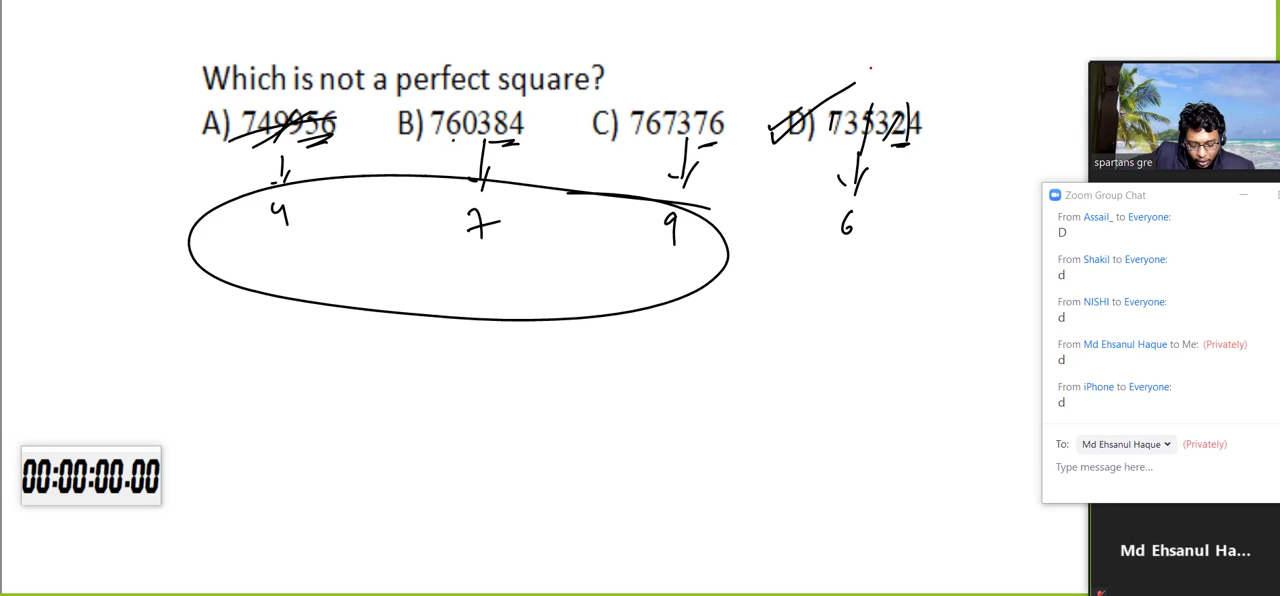 Which is not a perfect square?
A) 749956 B) 760384 C) 767376 D) 735324
4 7 9 6
00:00:00.00
spartans gre
Zoom Group Chat
From Assail_ to Everyone:
D
From Shakil to Everyone:
d
From NISHI to Everyone:
d
From Md Ehsanul Haque to Me: (Privately)
d
From iPhone to Everyone:
d
To: Md Ehsanul Haque (Privately)
Type message here...
Md Ehsanul Ha...